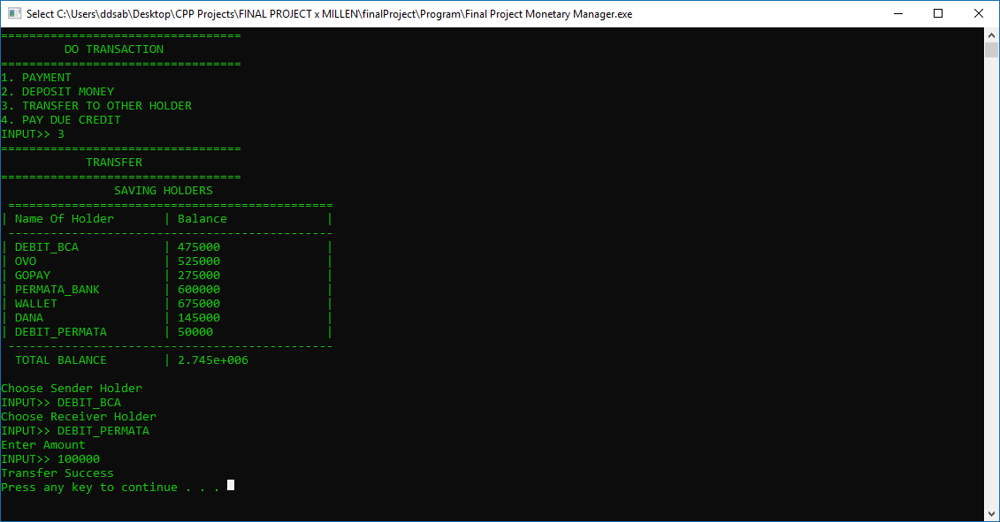 Select C:\Users\ddsab\Desktop\CPP Projects\FINAL PROJECT x MILLEN\finalProject\Program\Final Project Monetary Manager.exe
==================================
         DO TRANSACTION
==================================
1. PAYMENT
2. DEPOSIT MONEY
3. TRANSFER TO OTHER HOLDER
4. PAY DUE CREDIT
INPUT>> 3
==================================
            TRANSFER
==================================
                SAVING HOLDERS
 ==============================================
| Name Of Holder       | Balance              |
 ----------------------------------------------
| DEBIT_BCA            | 475000               |
| OVO                  | 525000               |
| GOPAY                | 275000               |
| PERMATA_BANK         | 600000               |
| WALLET               | 675000               |
| DANA                 | 145000               |
| DEBIT_PERMATA        | 50000                |
 ----------------------------------------------
  TOTAL BALANCE        | 2.745e+006

Choose Sender Holder
INPUT>> DEBIT_BCA
Choose Receiver Holder
INPUT>> DEBIT_PERMATA
Enter Amount
INPUT>> 100000
Transfer Success
Press any key to continue . . .